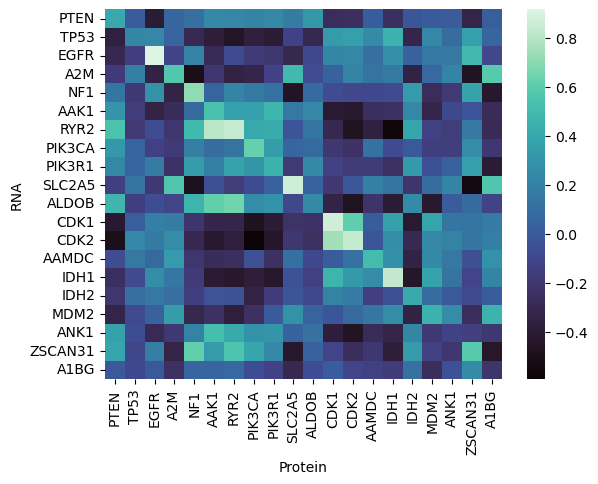 PTEN
TP53
EGFR
A2M
NF1
AAK1
RYR2
PIK3CA
PIK3R1
SLC2A5
ALDOB
CDK1
CDK2
AAMDC
IDH1
IDH2
MDM2
ANK1
ZSCAN31
A1BG
RNA
PTEN
TP53
EGFR
A2M
NF1
AAK1
RYR2
PIK3CA
PIK3R1
SLC2A5
ALDOB
CDK1
CDK2
AAMDC
IDH1
IDH2
MDM2
ANK1
ZSCAN31
A1BG
Protein
0.8
0.6
0.4
0.2
0.0
−0.2
−0.4